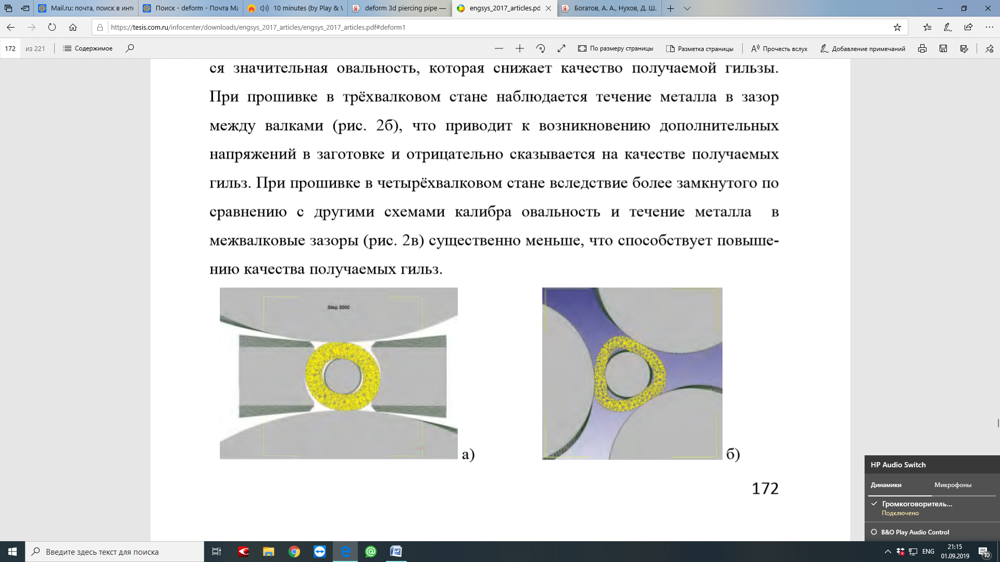 Mail.ru: почта, поиск в инте
Поиск - deform - Почта Ma
10 minutes (by Play & \
deform 3d piercing pipe —
engsys_2017_articles.pd
Богатов, А. А., Нухов, Д. Ш.
https://tesis.com.ru/infocenter/downloads/engsys_2017_articles/engsys_2017_articles.pdf#deform1
172 из 221 Содержимое По размеру страницы Разметка страницы Прочесть вслух Добавление примечаний
ся значительная овальность, которая снижает качество получаемой гильзы.
При прошивке в трёхвалковом стане наблюдается течение металла в зазор
между валками (рис. 2б), что приводит к возникновению дополнительных
напряжений в заготовке и отрицательно сказывается на качестве получаемых
гильз. При прошивке в четырёхвалковом стане вследствие более замкнутого по
сравнению с другими схемами калибра овальность и течение металла в
межвалковые зазоры (рис. 2в) существенно меньше, что способствует повыше-
нию качества получаемых гильз.
Step 2000
а)
б)
172
HP Audio Switch
Динамики Микрофоны
Громкоговоритель...
Подключено
B&O Play Audio Control
Введите здесь текст для поиска
ENG
21:15
01.09.2019
10